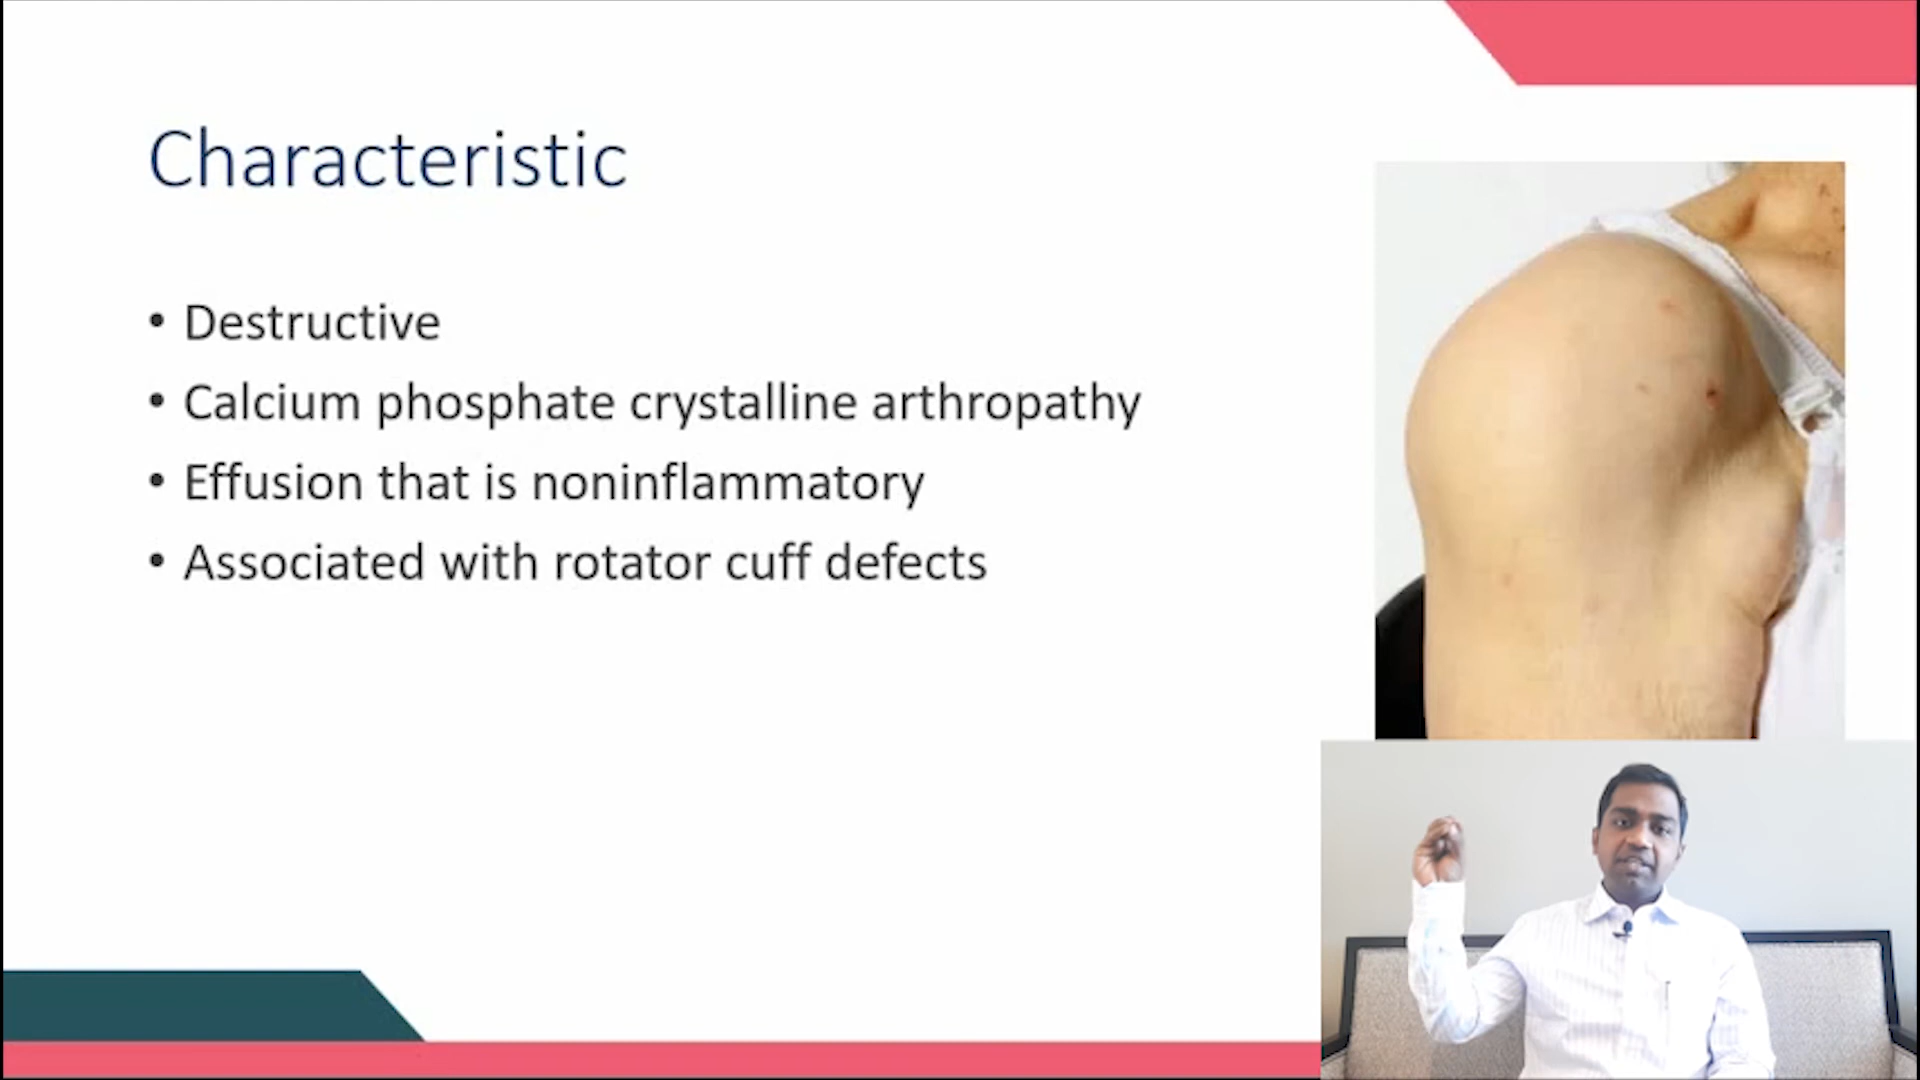 Characteristic
• Destructive
• Calcium phosphate crystalline arthropathy
• Effusion that is noninflammatory
• Associated with rotator cuff defects